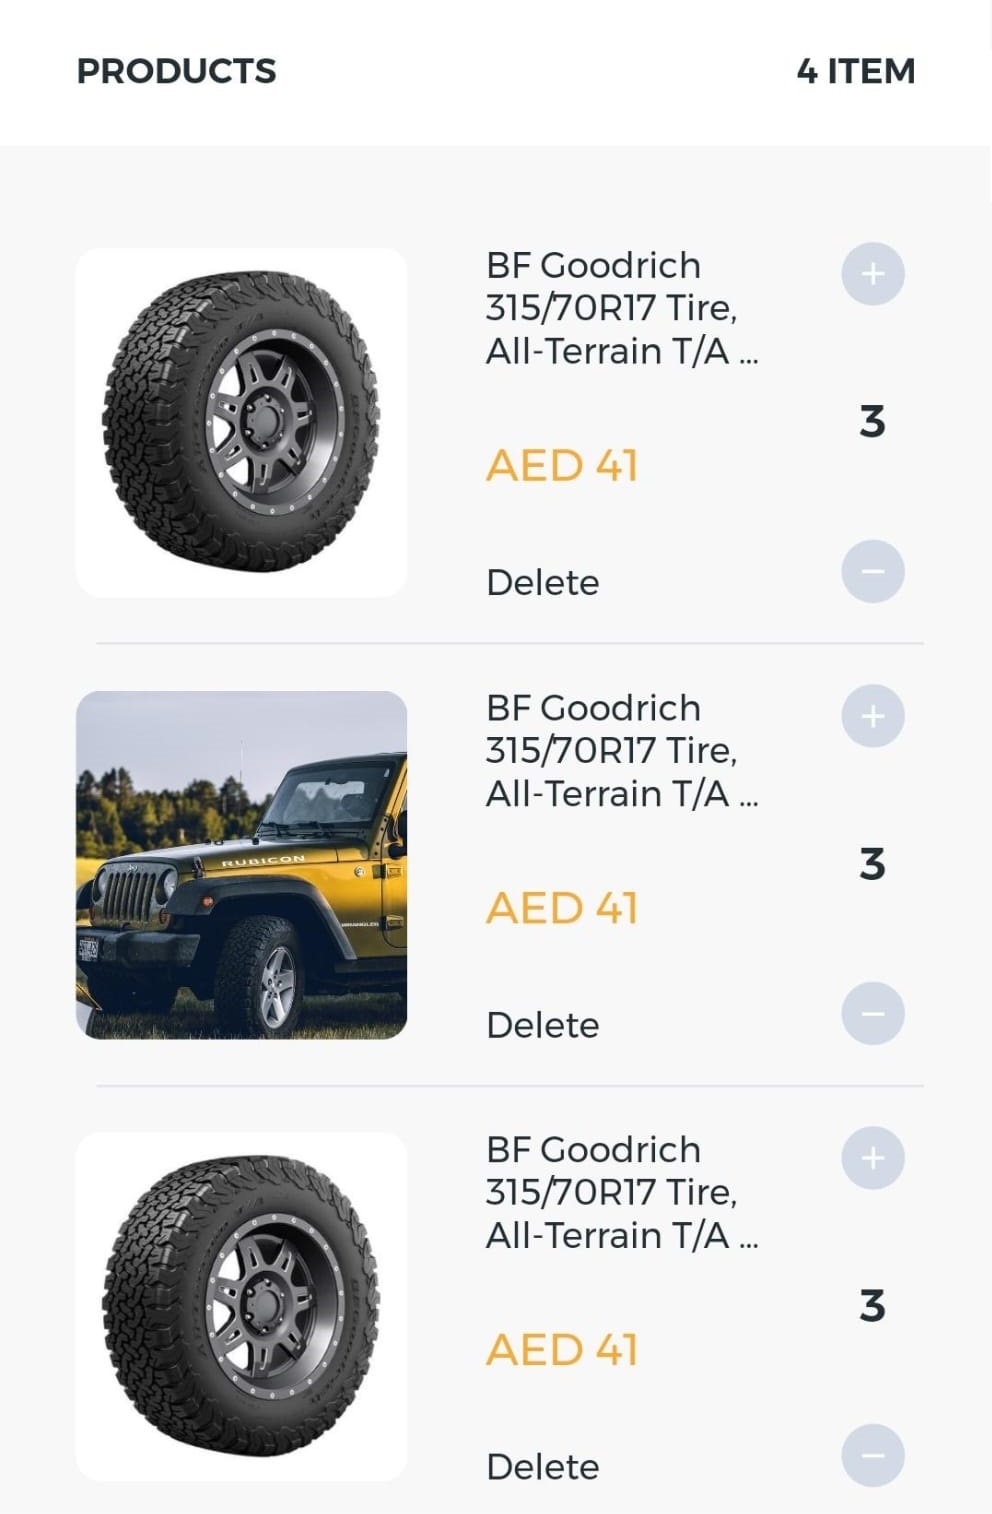 PRODUCTS
4 ITEM
BF Goodrich
315/70R17 Tire,
All-Terrain T/A ...
+
3
AED 41
Delete
−
BF Goodrich
315/70R17 Tire,
All-Terrain T/A ...
+
RUBICON
3
AED 41
Delete
−
BF Goodrich
315/70R17 Tire,
All-Terrain T/A ...
+
3
AED 41
Delete
−